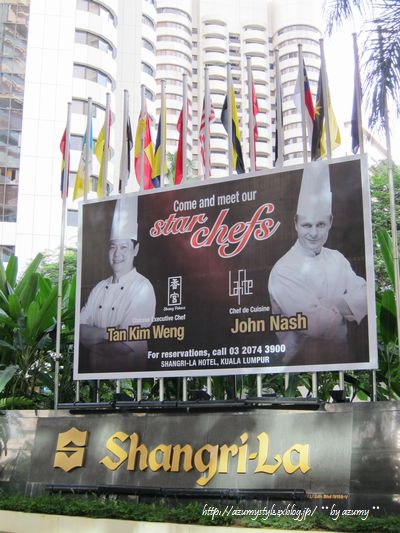 Come and meet our
star chefs
香宮
Shang Palace
Lafite
Chinese Executive Chef
Tan Kim Weng
Chef de Cuisine
John Nash
For reservations, call 03 2074 3900
SHANGRI-LA HOTEL, KUALA LUMPUR
Shangri-La
http://azumystyle.exblog.jp/ ** by azumy **